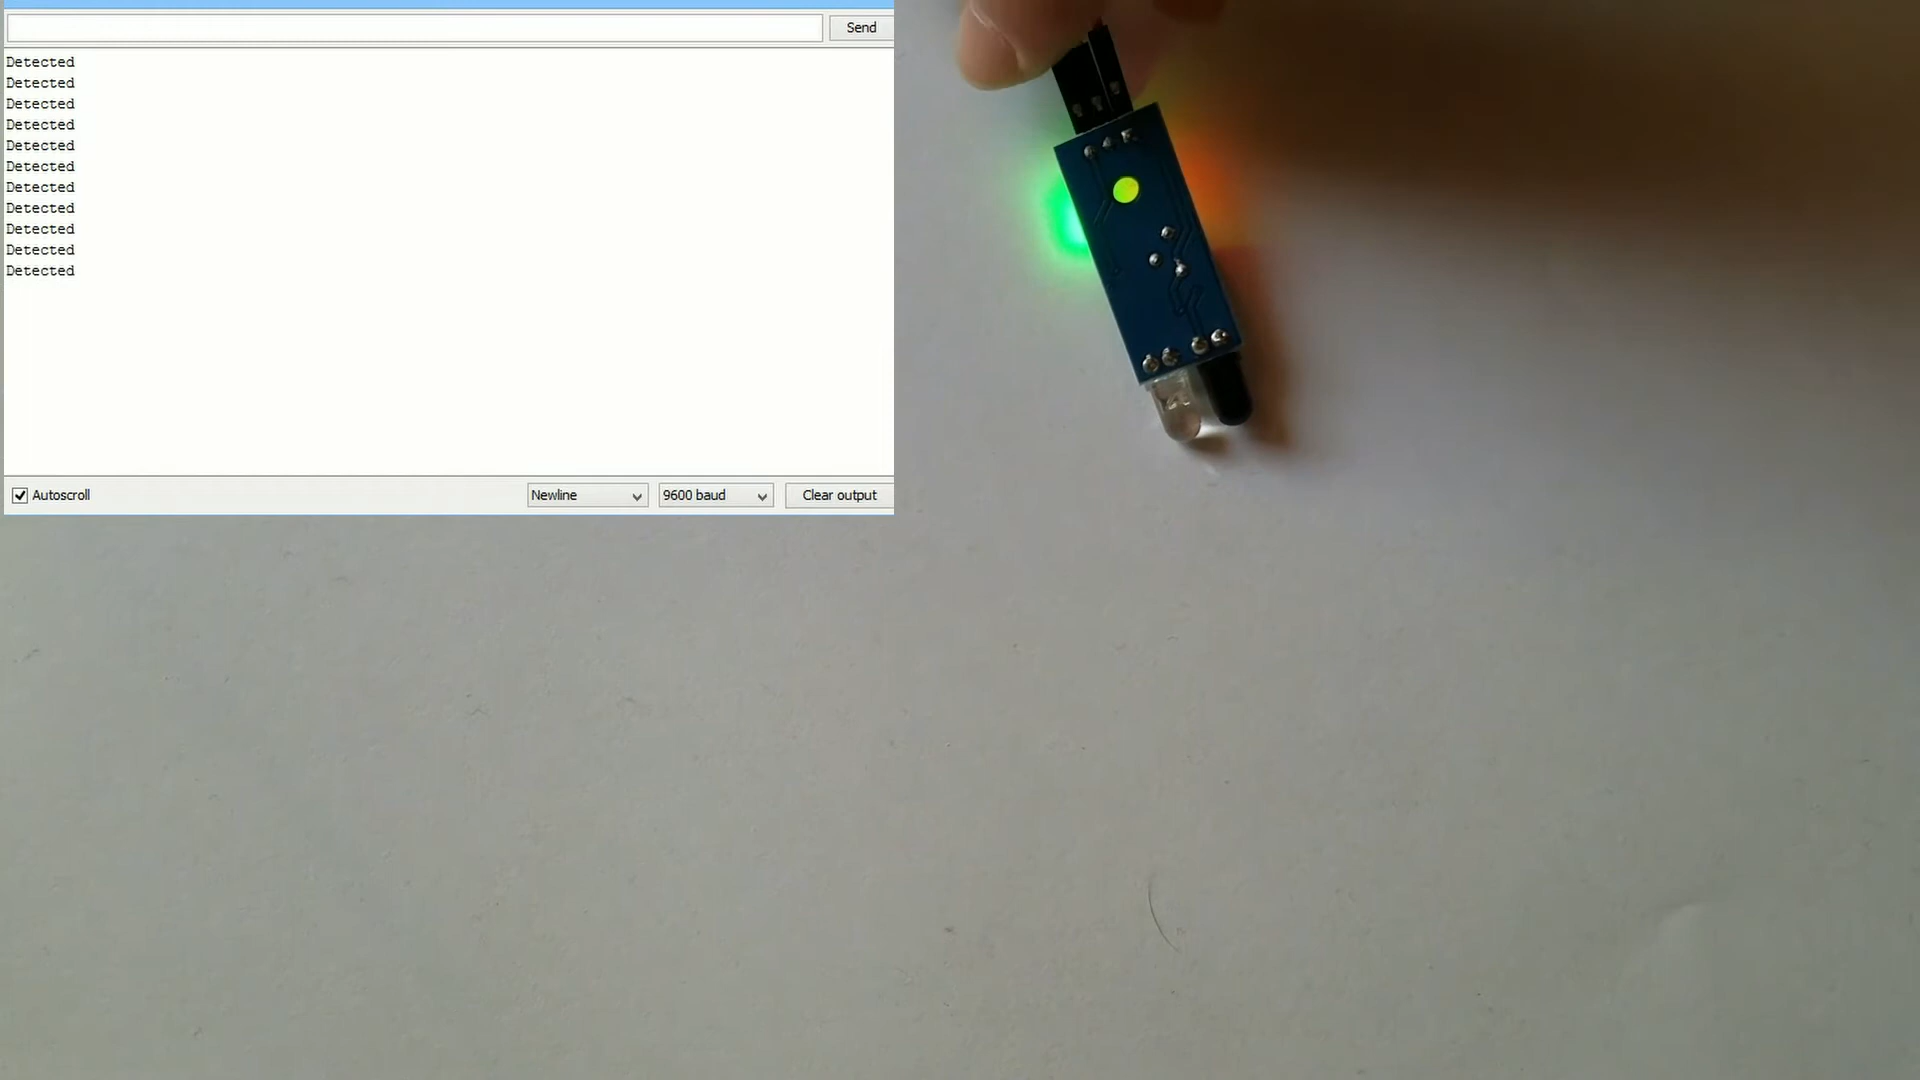 Send
Detected
Detected
Detected
Detected
Detected
Detected
Detected
Detected
Detected
Detected
Detected
Autoscroll
Newline
9600 baud
Clear output